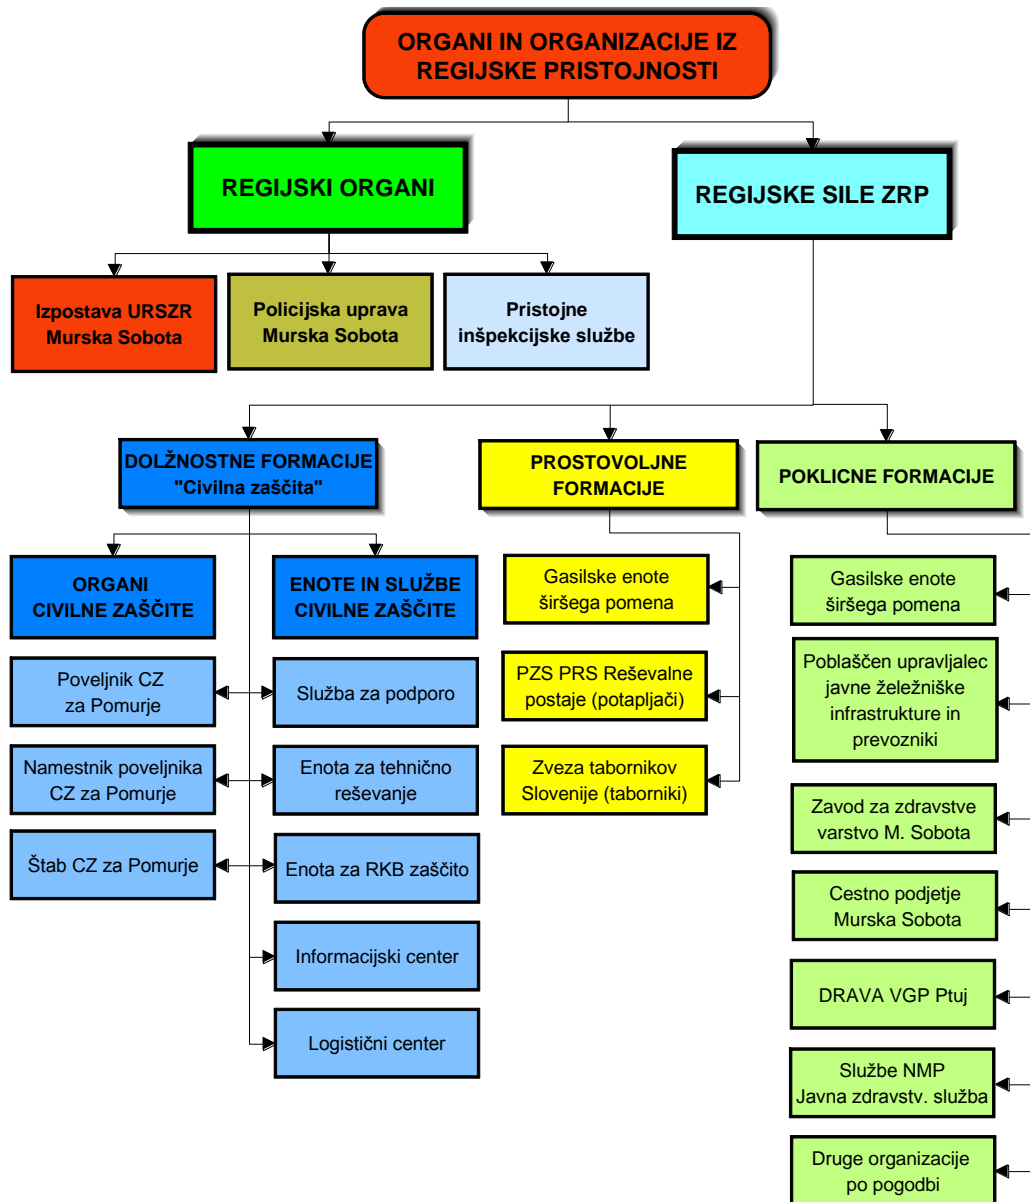 ORGANI IN ORGANIZACIJE IZ
REGIJSKE PRISTOJNOSTI
REGIJSKI ORGANI
REGIJSKE SILE ZRP
Izpostava URSZR
Murska Sobota
Policijska uprava
Murska Sobota
Pristojne
inšpekcijske službe
DOLŽNOSTNE FORMACIJE
"Civilna zaščita"
PROSTOVOLJNE
FORMACIJE
POKLICNE FORMACIJE
ORGANI
CIVILNE ZAŠČITE
Poveljnik CZ
za Pomurje
Namestnik poveljnika
CZ za Pomurje
Štab CZ za Pomurje
ENOTE IN SLUŽBE
CIVILNE ZAŠČITE
Služba za podporo
Enota za tehnično
reševanje
Enota za RKB zaščito
Informacijski center
Logistični center
Gasilske enote
širšega pomena
PZS PRS Reševalne
postaje (potapljači)
Zveza tabornikov
Slovenije (taborniki)
Gasilske enote
širšega pomena
Poblaščen upravljalec
javne železniške
infrastrukture in
prevozniki
Zavod za zdravstve
varstvo M. Sobota
Cestno podjetje
Murska Sobota
DRAVA VGP Ptuj
Službe NMP
Javna zdravstv. služba
Druge organizacije
po pogodbi